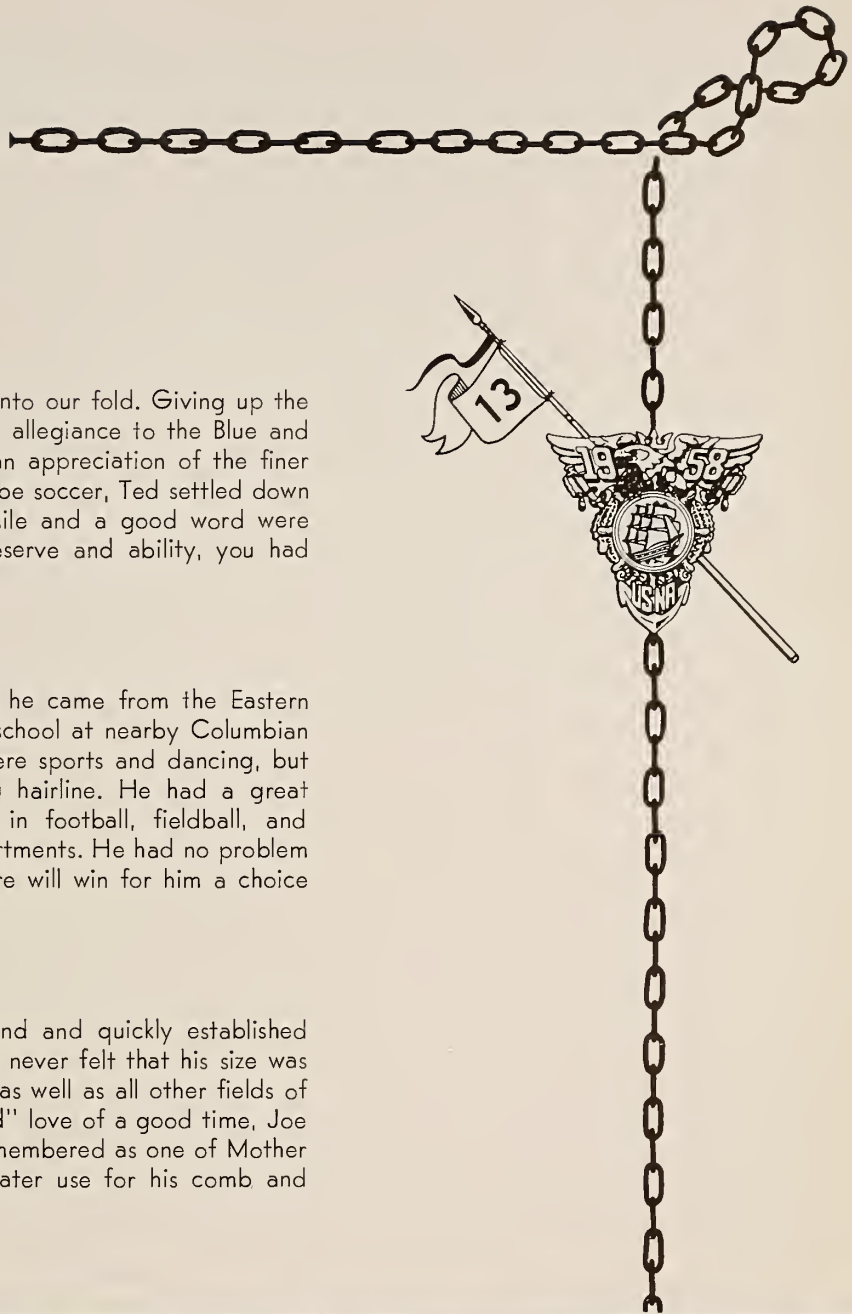 13
19 58
USNA
nto our fold. Giving up the
allegiance to the Blue and
an appreciation of the finer
be soccer, Ted settled down
ile and a good word were
eserve and ability, you had
he came from the Eastern
school at nearby Columbian
ere sports and dancing, but
hairline. He had a great
in football, fieldball, and
rtments. He had no problem
re will win for him a choice
nd and quickly established
never felt that his size was
as well as all other fields of
d" love of a good time, Joe
membered as one of Mother
ater use for his comb and